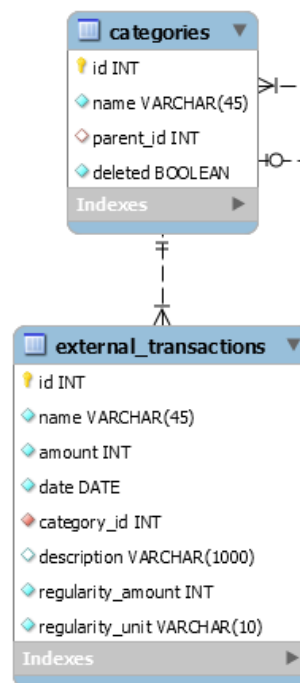 categories
id INT
name VARCHAR(45)
parent_id INT
deleted BOOLEAN
Indexes
external_transactions
id INT
name VARCHAR(45)
amount INT
date DATE
category_id INT
description VARCHAR(1000)
regularity_amount INT
regularity_unit VARCHAR(10)
Indexes